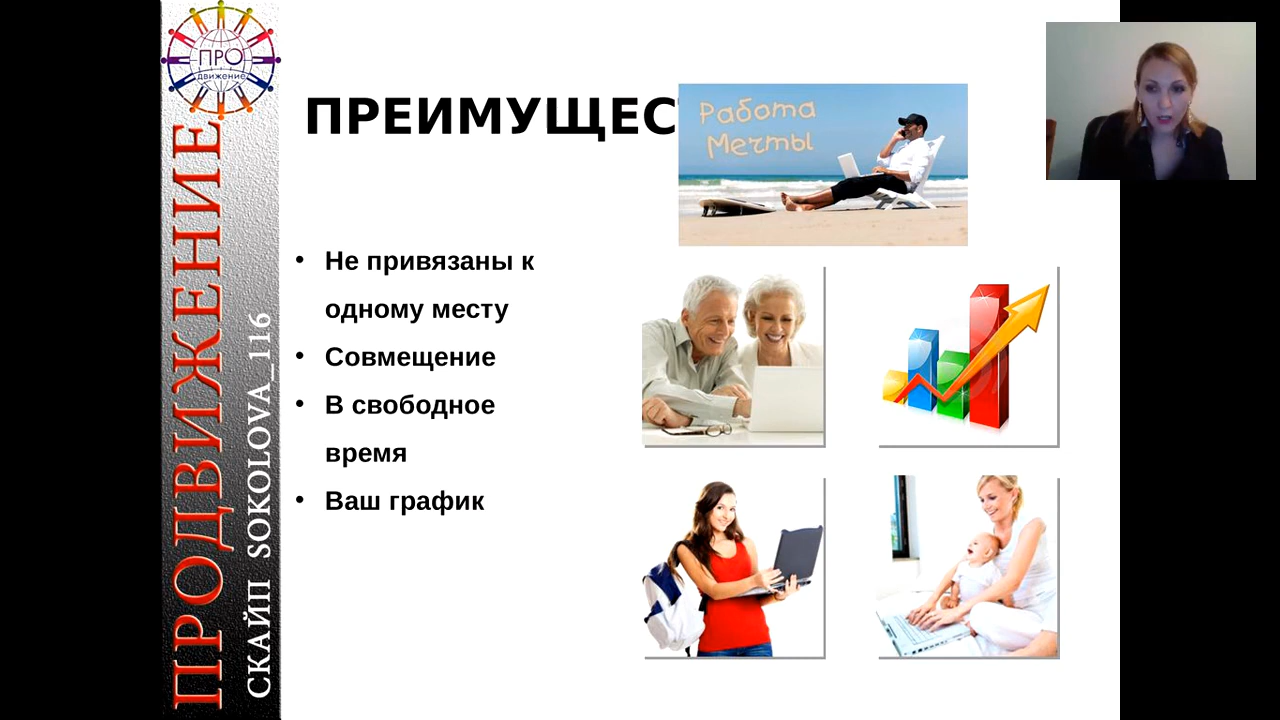 ПРО
движение
ПРОДВИЖЕНИЕ
СКАЙП SOKOLOVA_116
ПРЕИМУЩЕС
Работа
Мечты
• Не привязаны к
одному месту
• Совмещение
• В свободное
время
• Ваш график